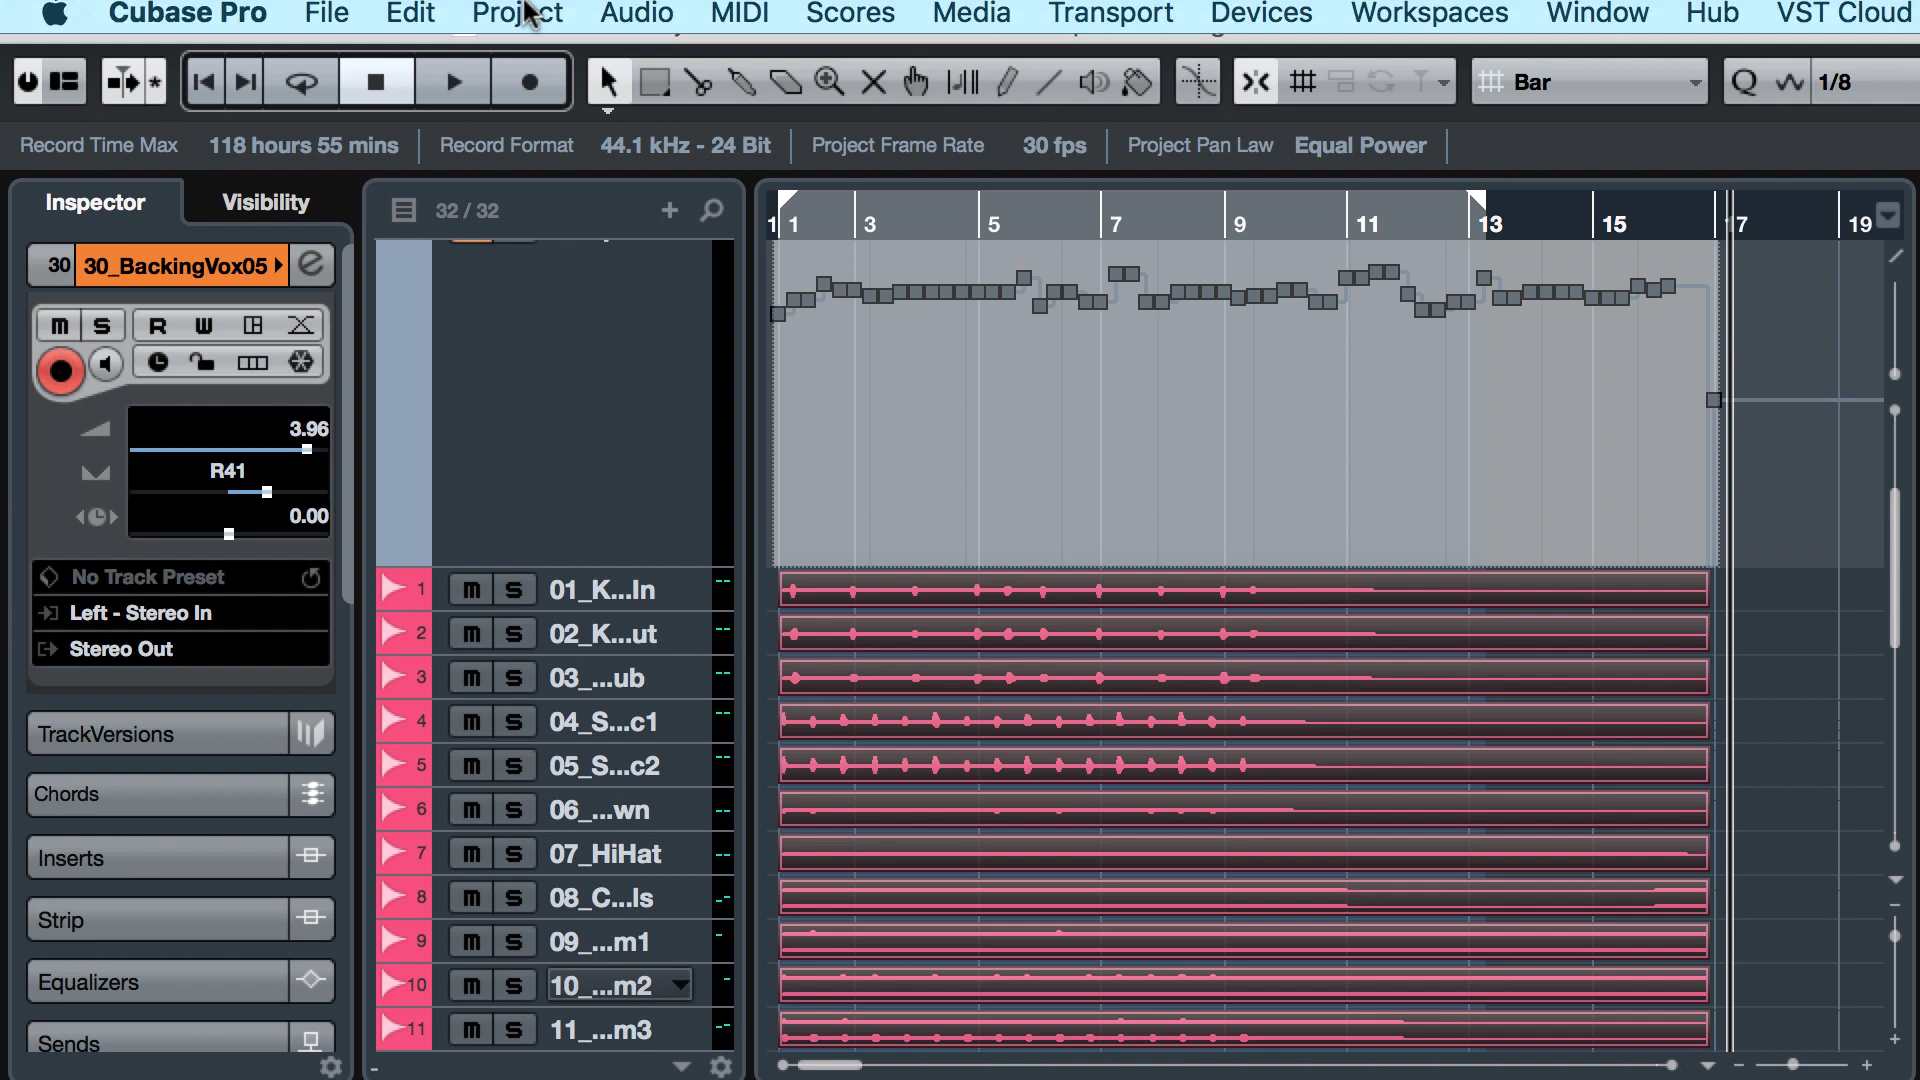 Cubase Pro File Edit Project Audio MIDI Scores Media Transport Devices Workspaces Window Hub VST Cloud
Bar Q 1/8
Record Time Max 118 hours 55 mins Record Format 44.1 kHz - 24 Bit Project Frame Rate 30 fps Project Pan Law Equal Power
Inspector Visibility 32 / 32
1 1 3 5 7 9 11 13 15 17 19
30 30_BackingVox05 e
m S R W
3.96
R41
0.00
No Track Preset
Left - Stereo In
Stereo Out
TrackVersions
Chords
Inserts
Strip
Equalizers
Sends
1 m S 01_K...In
2 m S 02_K...ut
3 m S 03_...ub
4 m S 04_S...c1
5 m S 05_S...c2
6 m S 06_...wn
7 m S 07_HiHat
8 m S 08_C...ls
9 m S 09_...m1
10 m S 10_...m2
11 m S 11_...m3